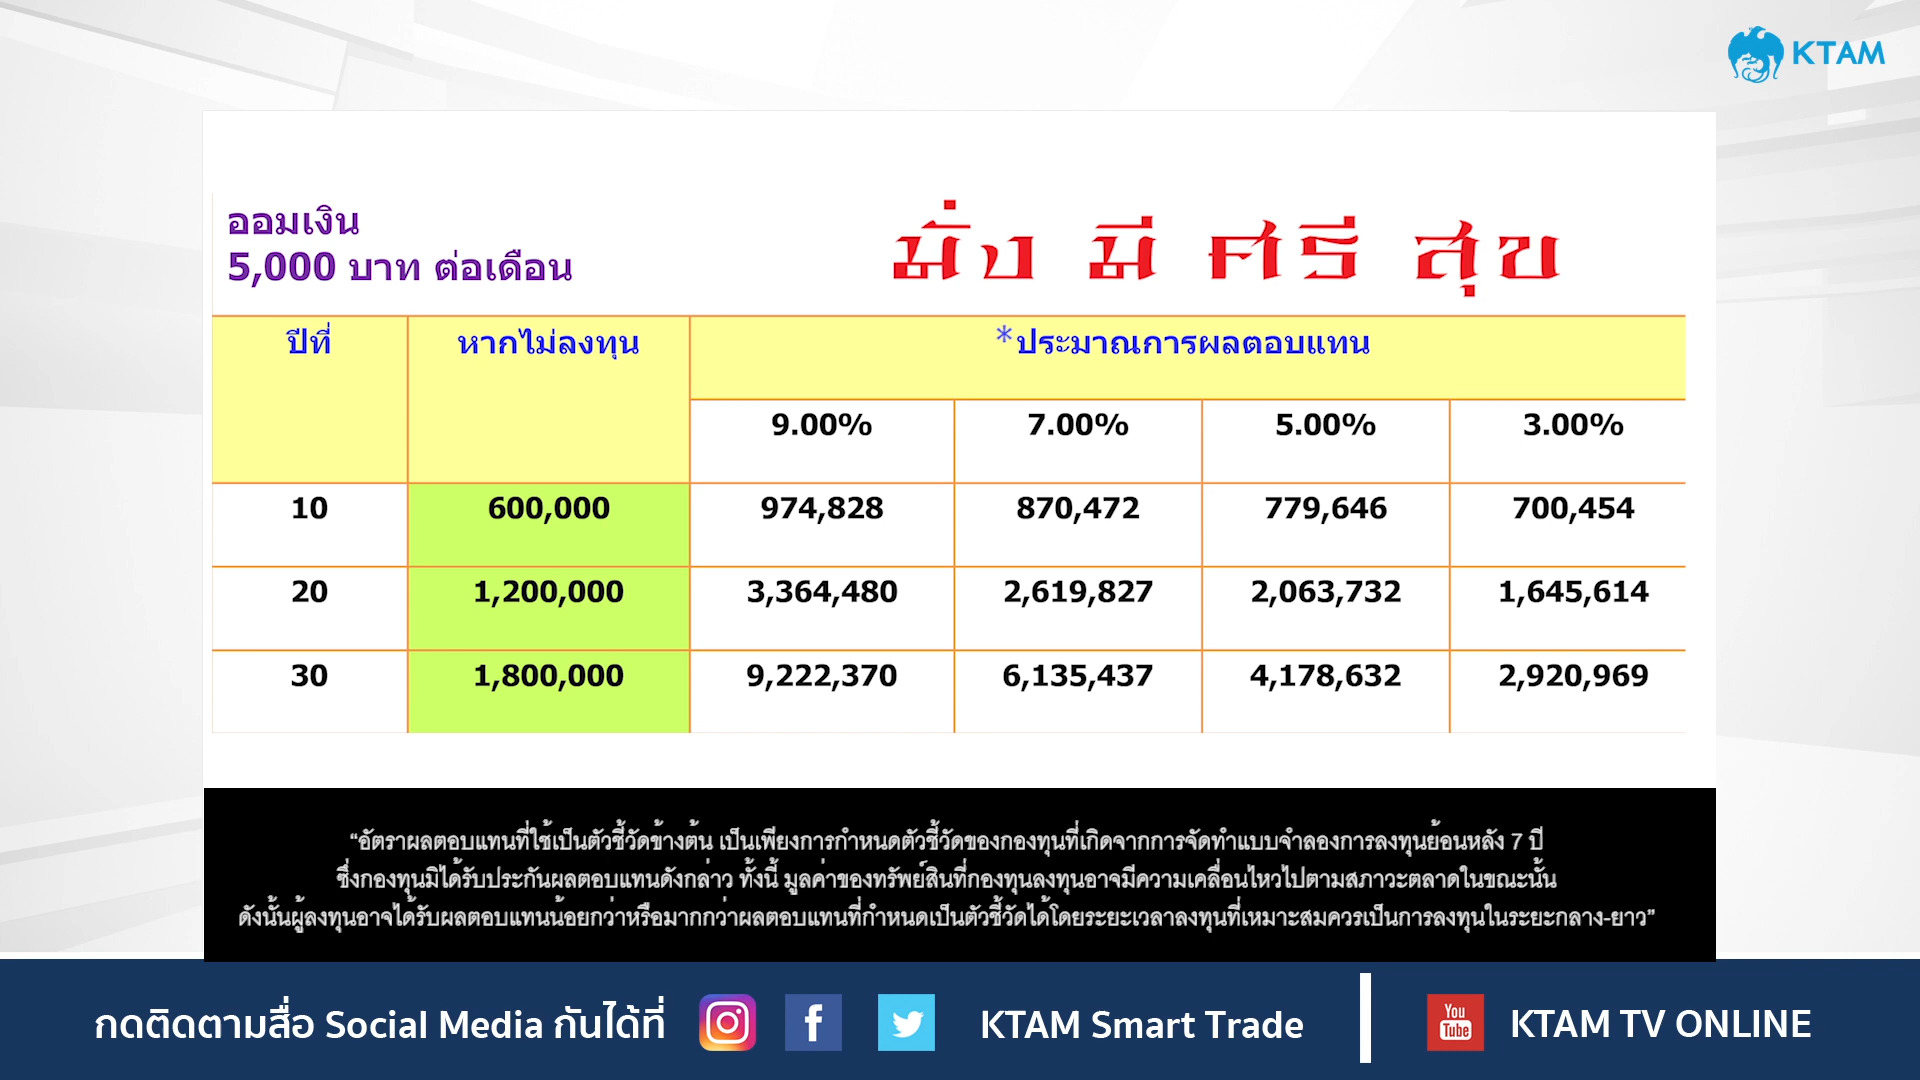 KTAM
ออมเงิน
5,000 บาท ต่อเดือน
มั่ง มี ศรี สุข
ปีที่ หากไม่ลงทุน *ประมาณการผลตอบแทน
9.00% 7.00% 5.00% 3.00%
10 600,000 974,828 870,472 779,646 700,454
20 1,200,000 3,364,480 2,619,827 2,063,732 1,645,614
30 1,800,000 9,222,370 6,135,437 4,178,632 2,920,969
“อัตราผลตอบแทนที่ใช้เป็นตัวชี้วัดข้างต้น เป็นเพียงการกำหนดตัวชี้วัดของกองทุนที่เกิดจากการจัดทำแบบจำลองการลงทุนย้อนหลัง 7 ปี
ซึ่งกองทุนมิได้รับประกันผลตอบแทนดังกล่าว ทั้งนี้ มูลค่าของทรัพย์สินที่กองทุนลงทุนอาจมีความเคลื่อนไหวไปตามสภาวะตลาดในขณะนั้น
ดังนั้นผู้ลงทุนอาจได้รับผลตอบแทนน้อยกว่าหรือมากกว่าผลตอบแทนที่กำหนดเป็นตัวชี้วัดได้โดยระยะเวลาลงทุนที่เหมาะสมควรเป็นการลงทุนในระยะกลาง-ยาว”
กดติดตามสื่อ Social Media กันได้ที่ KTAM Smart Trade You Tube KTAM TV ONLINE